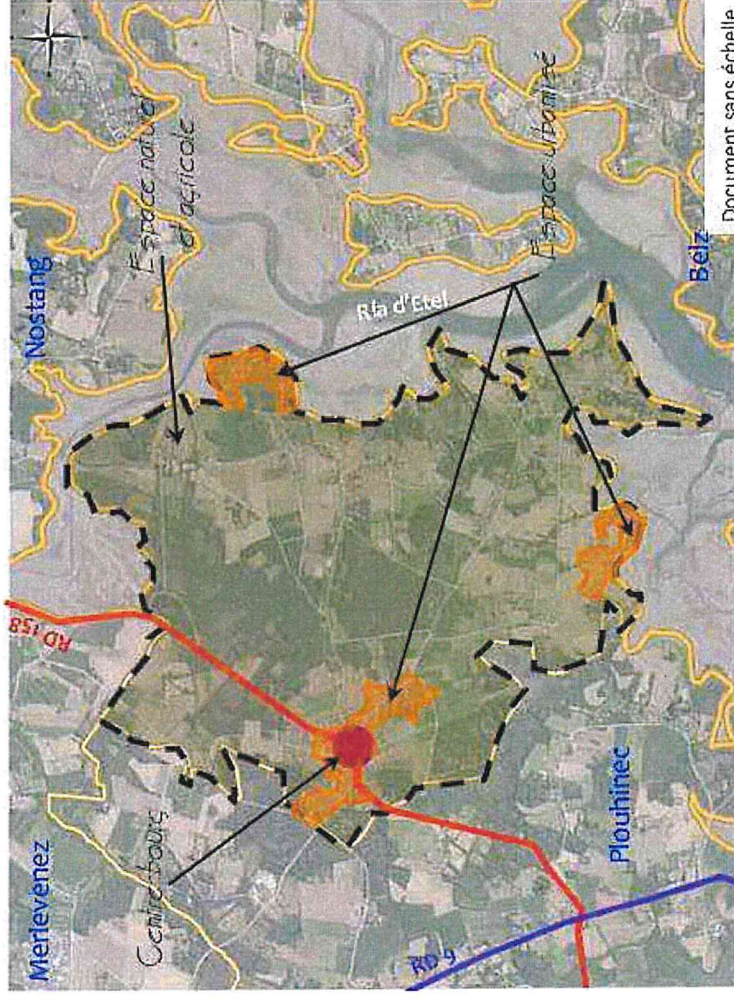 Nostang
Espace naturel
et agricole
Espace urbanisé
Ria d'Etel
Belz
RD 158
Merlevenez
Centre bourg
Plouhinec
RD 9
Document sans échelle